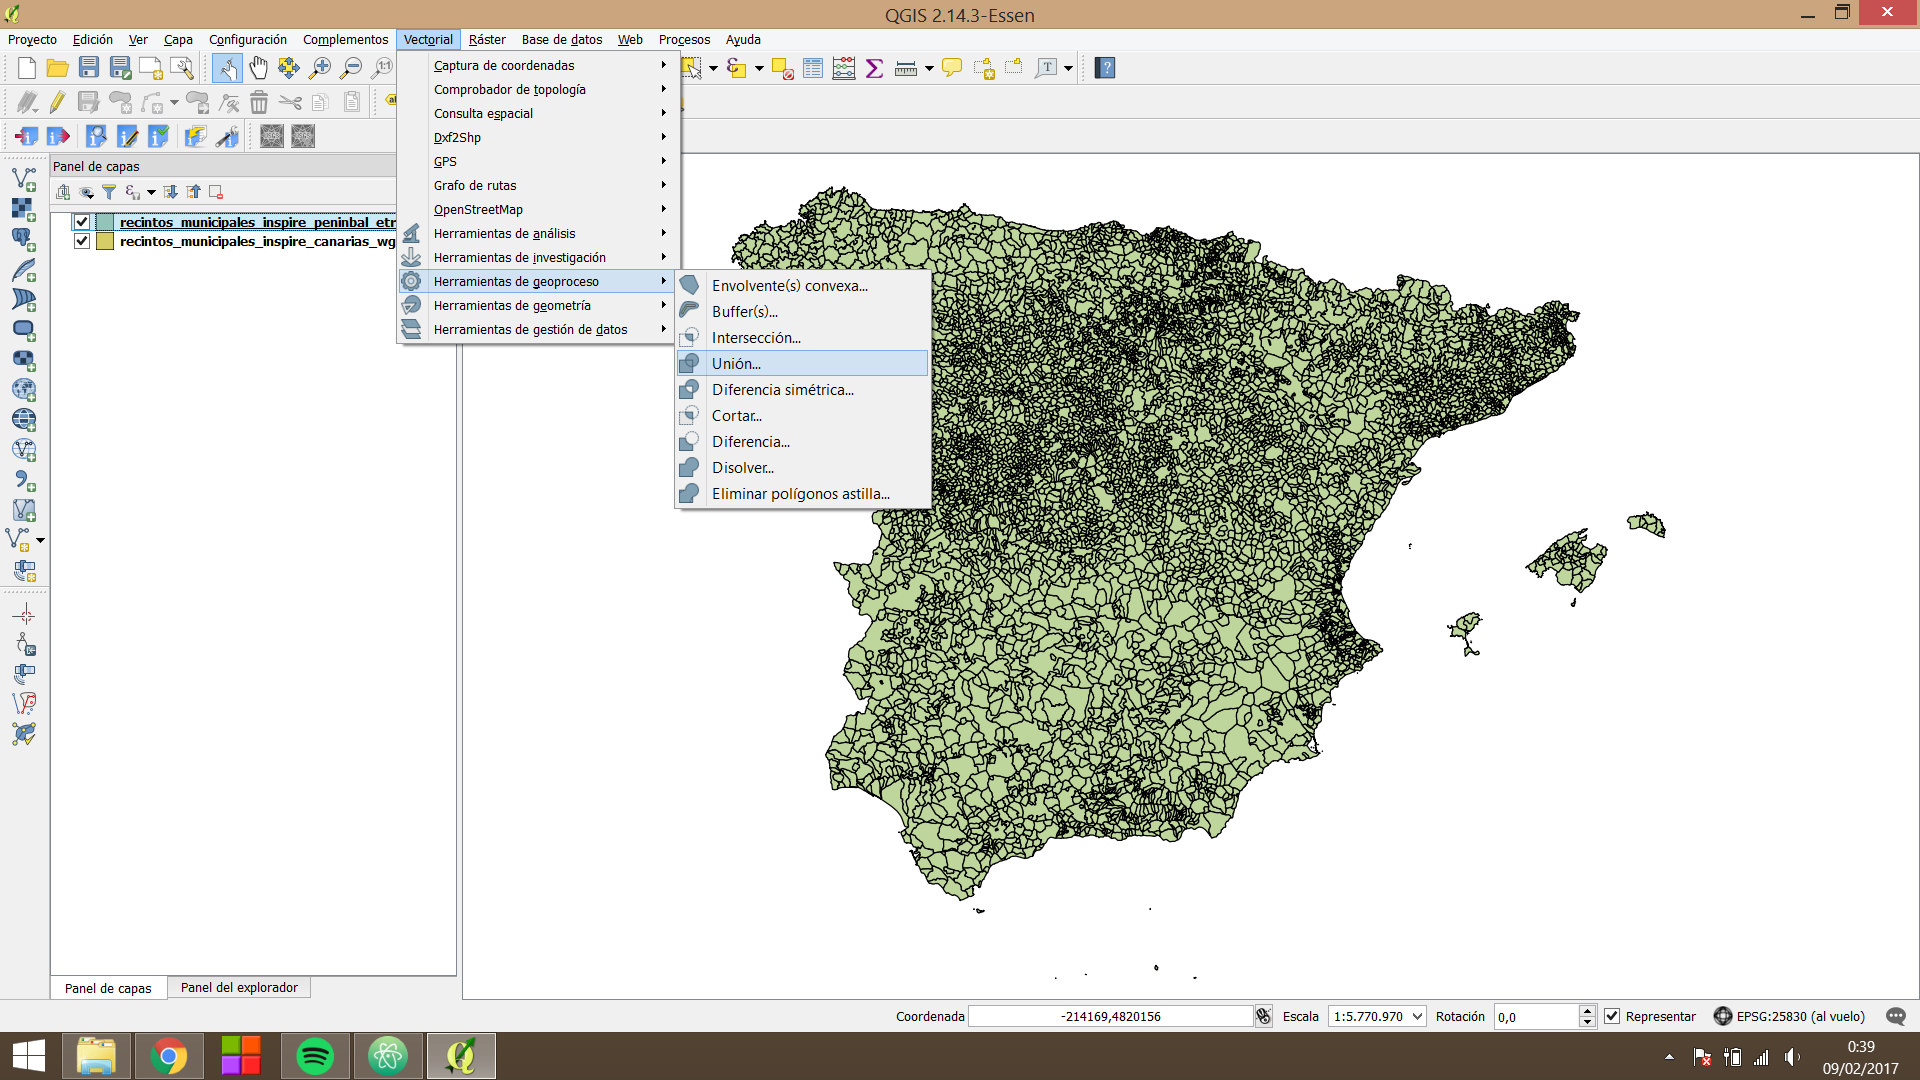 QGIS 2.14.3-Essen
Proyecto Edición Ver Capa Configuración Complementos Vectorial Ráster Base de datos Web Procesos Ayuda
Captura de coordenadas
Comprobador de topología
Consulta espacial
Dxf2Shp
GPS
Grafo de rutas
OpenStreetMap
Herramientas de análisis
Herramientas de investigación
Herramientas de geoproceso
Herramientas de geometría
Herramientas de gestión de datos
Envolvente(s) convexa...
Buffer(s)...
Intersección...
Unión...
Diferencia simétrica...
Cortar...
Diferencia...
Disolver...
Eliminar polígonos astilla...
Panel de capas
recintos_municipales_inspire_peninbal_etr
recintos_municipales_inspire_canarias_wg
Panel de capas Panel del explorador
Coordenada -214169,4820156 Escala 1:5.770.970 Rotación 0,0 Representar EPSG:25830 (al vuelo)
0:39
09/02/2017